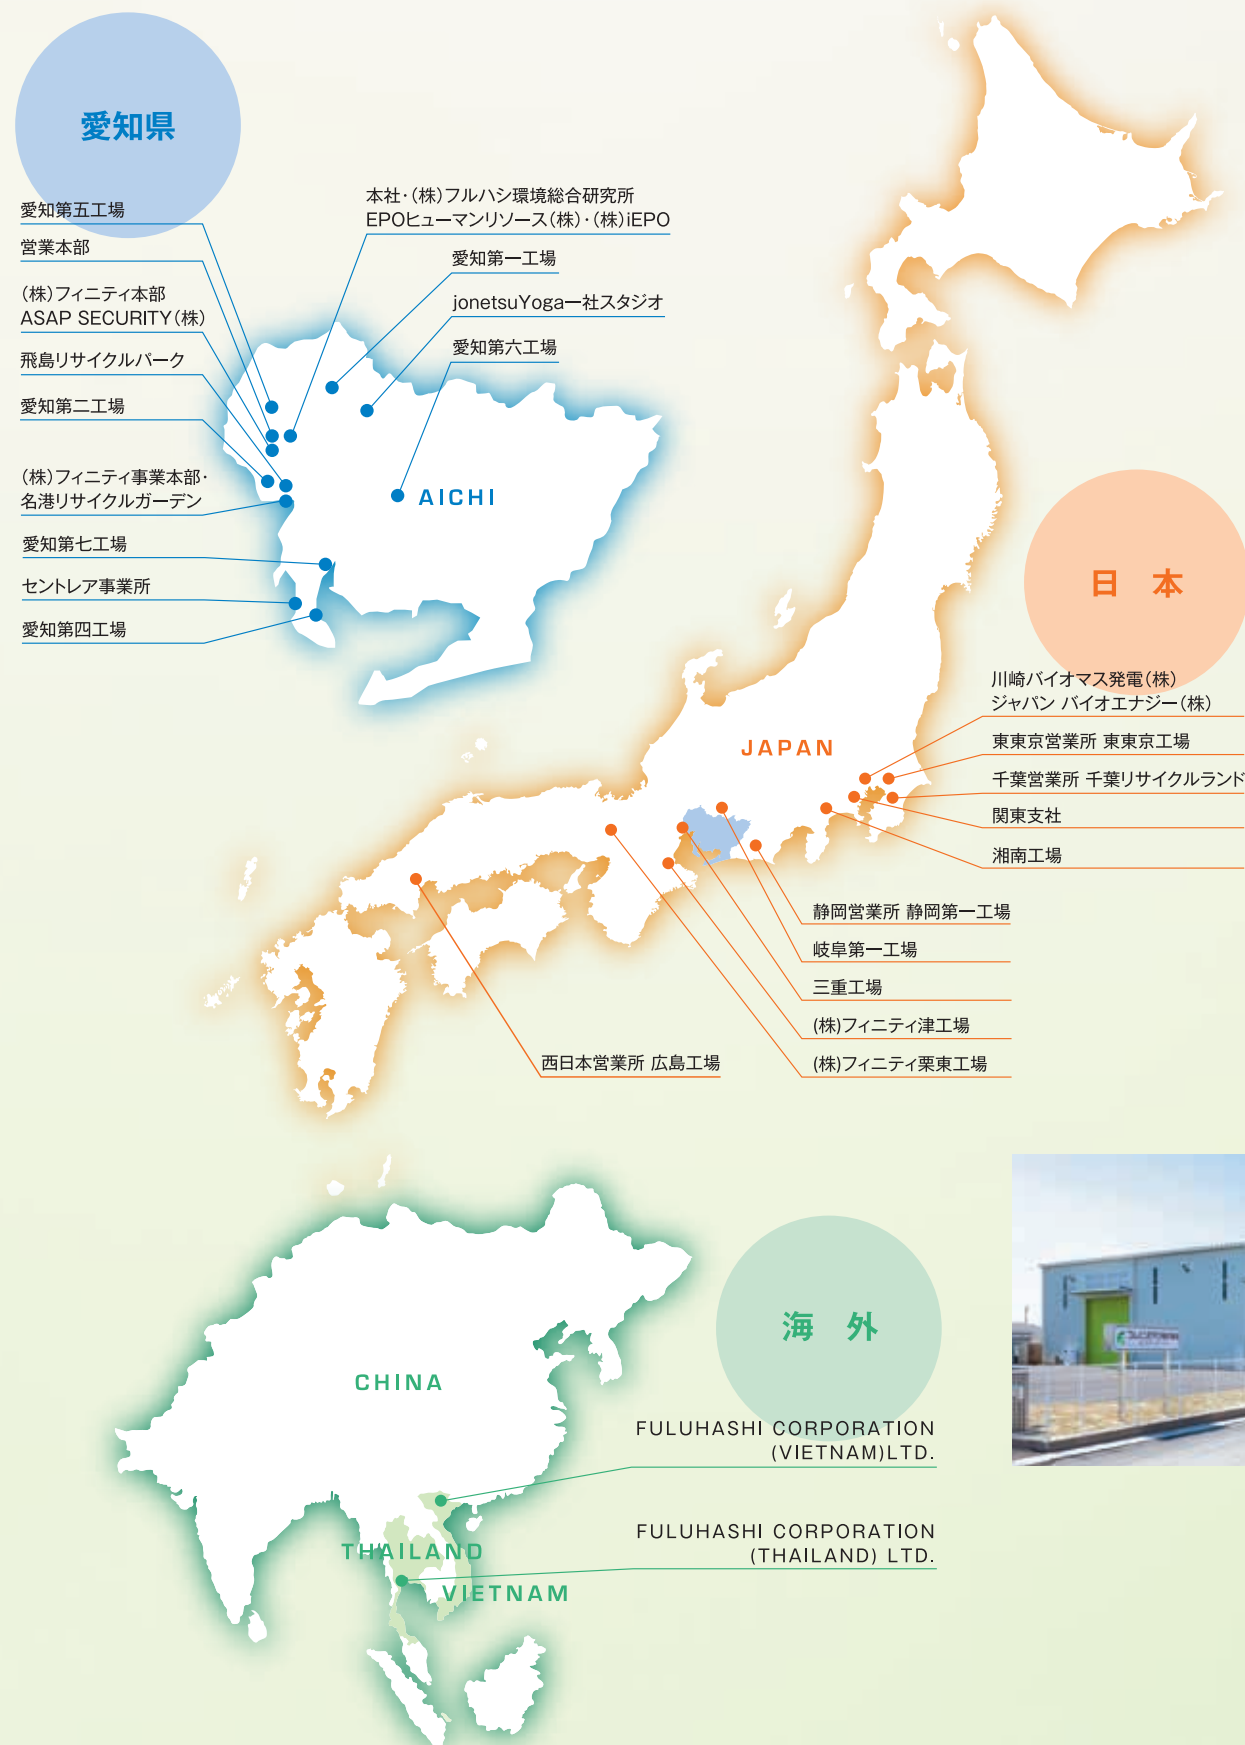 愛知県
愛知第五工場
営業本部
(株)フィニティ本部
ASAP SECURITY(株)
飛島リサイクルパーク
愛知第二工場
(株)フィニティ事業本部・
名港リサイクルガーデン
愛知第七工場
セントレア事業所
愛知第四工場
本社・(株)フルハシ環境総合研究所
EPOヒューマンリソース(株)・(株)iEPO
愛知第一工場
jonetsuYoga一社スタジオ
愛知第六工場
AICHI
日 本
JAPAN
川崎バイオマス発電(株)
ジャパン バイオエナジー(株)
東東京営業所 東東京工場
千葉営業所 千葉リサイクルランド
関東支社
湘南工場
静岡営業所 静岡第一工場
岐阜第一工場
三重工場
(株)フィニティ津工場
(株)フィニティ栗東工場
西日本営業所 広島工場
海 外
CHINA
FULUHASHI CORPORATION
(VIETNAM)LTD.
FULUHASHI CORPORATION
(THAILAND) LTD.
THAILAND
VIETNAM